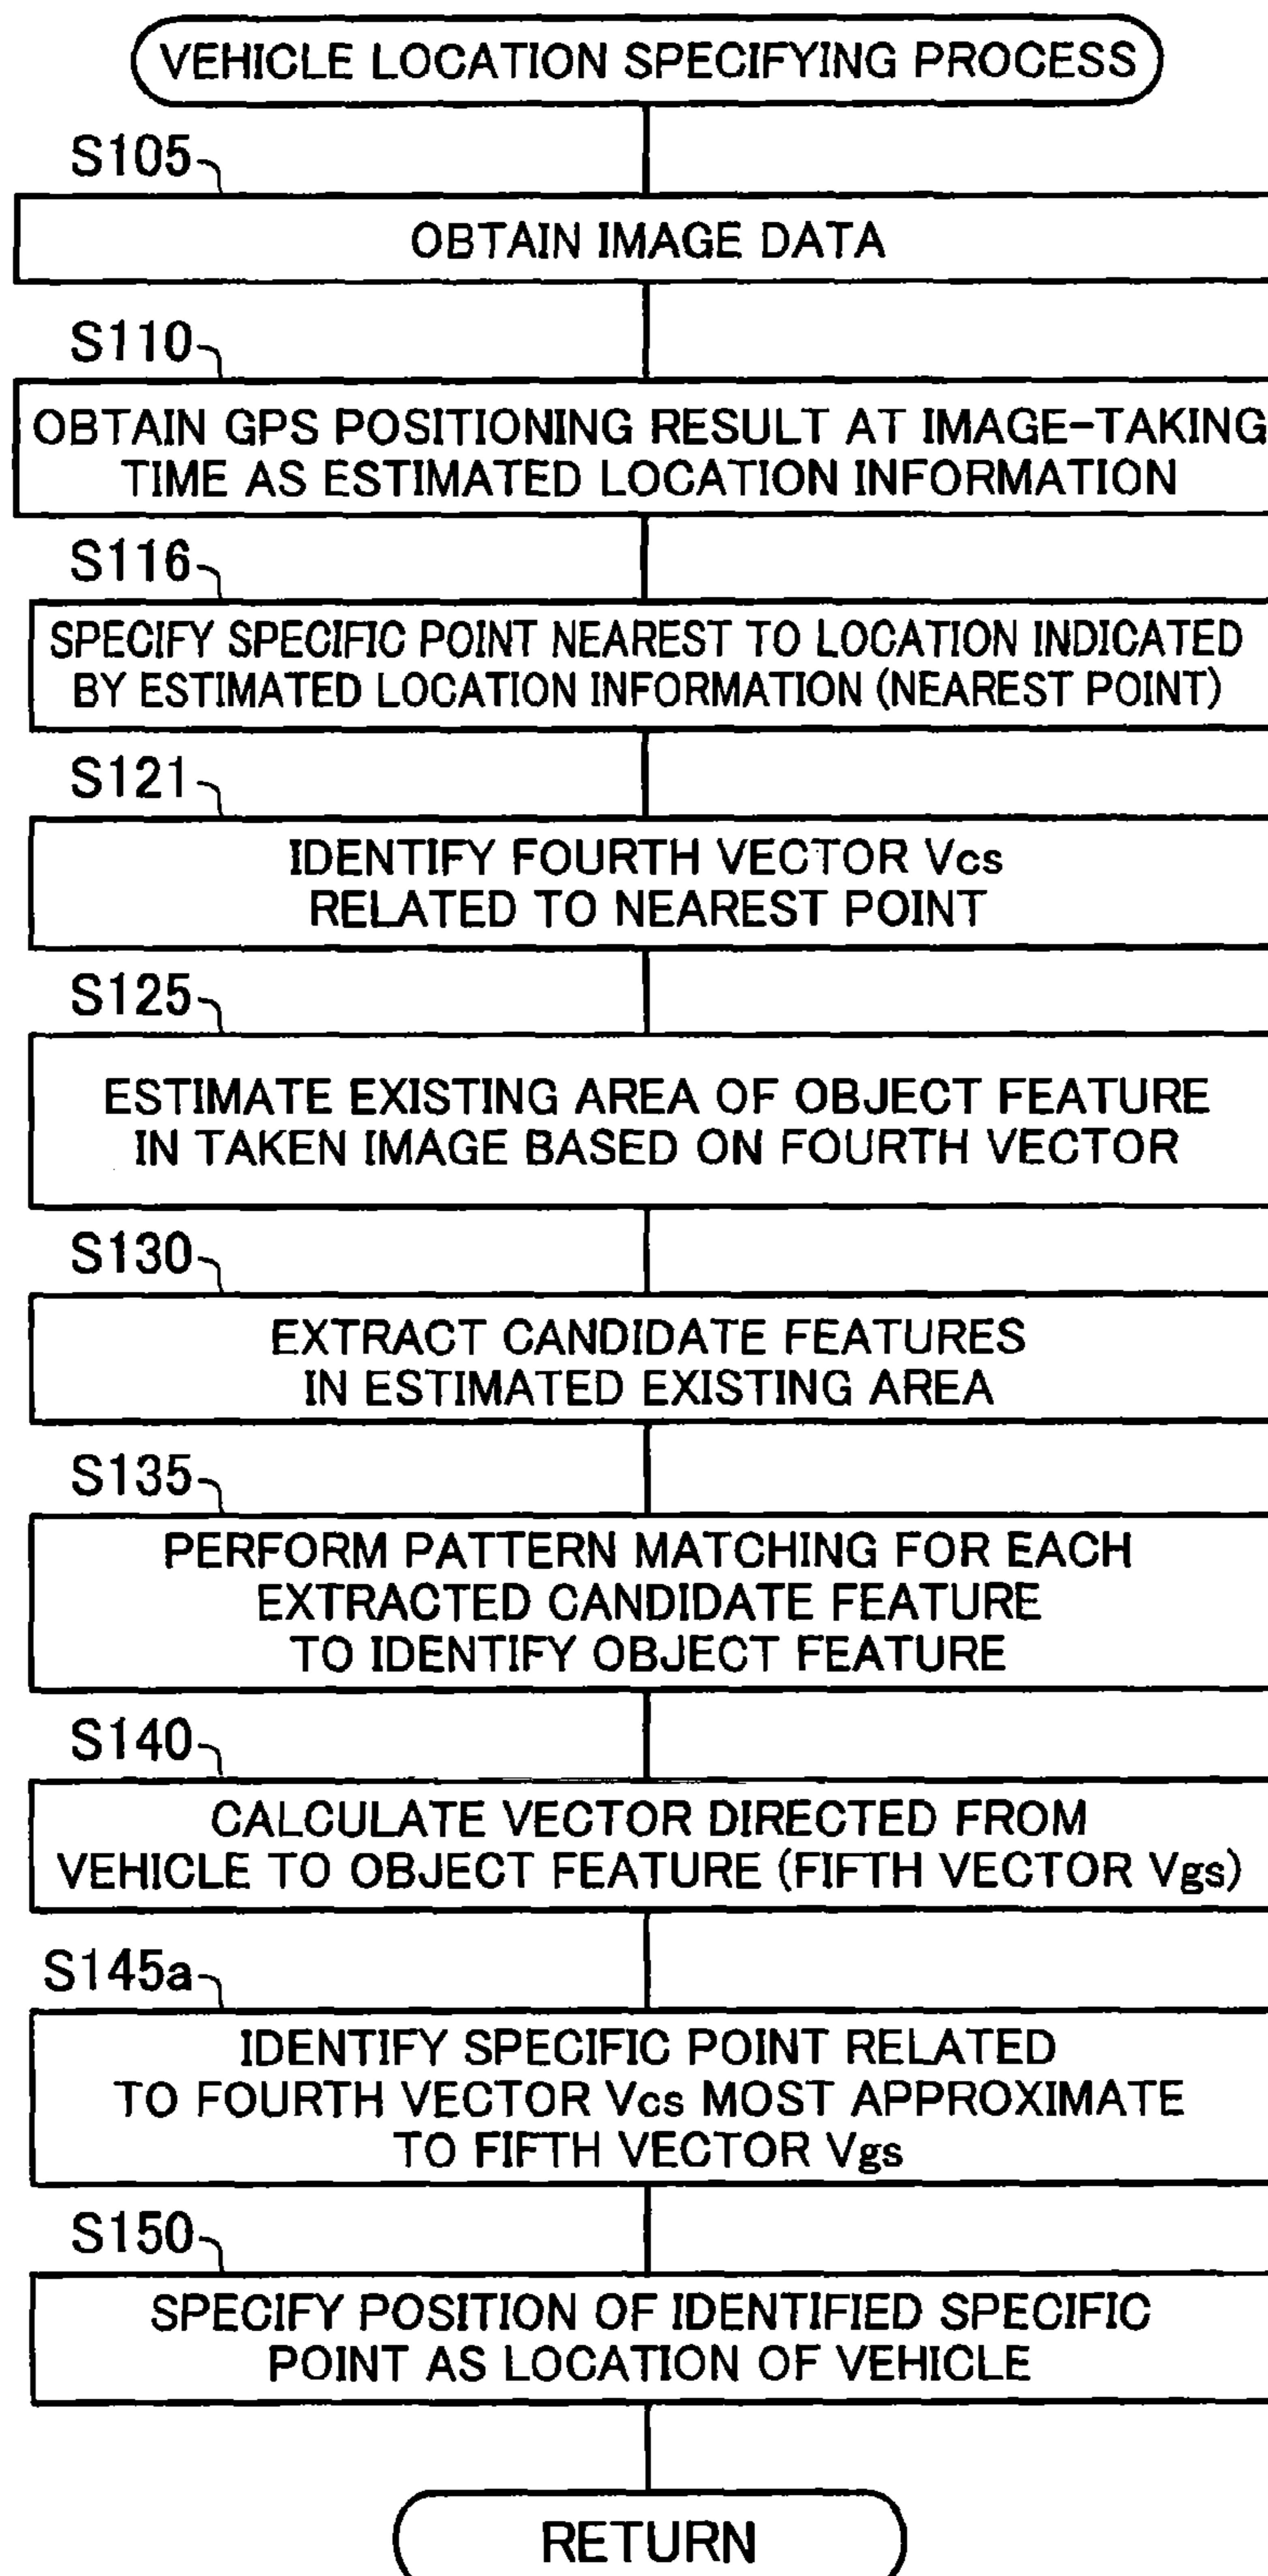 VEHICLE LOCATION SPECIFYING PROCESS
S105
OBTAIN IMAGE DATA
S110
OBTAIN GPS POSITIONING RESULT AT IMAGE-TAKING
TIME AS ESTIMATED LOCATION INFORMATION
S116
SPECIFY SPECIFIC POINT NEAREST TO LOCATION INDICATED
BY ESTIMATED LOCATION INFORMATION (NEAREST POINT)
S121
IDENTIFY FOURTH VECTOR Vcs
RELATED TO NEAREST POINT
S125
ESTIMATE EXISTING AREA OF OBJECT FEATURE
IN TAKEN IMAGE BASED ON FOURTH VECTOR
S130
EXTRACT CANDIDATE FEATURES
IN ESTIMATED EXISTING AREA
S135
PERFORM PATTERN MATCHING FOR EACH
EXTRACTED CANDIDATE FEATURE
TO IDENTIFY OBJECT FEATURE
S140
CALCULATE VECTOR DIRECTED FROM
VEHICLE TO OBJECT FEATURE (FIFTH VECTOR Vgs)
S145a
IDENTIFY SPECIFIC POINT RELATED
TO FOURTH VECTOR Vcs MOST APPROXIMATE
TO FIFTH VECTOR Vgs
S150
SPECIFY POSITION OF IDENTIFIED SPECIFIC
POINT AS LOCATION OF VEHICLE
RETURN